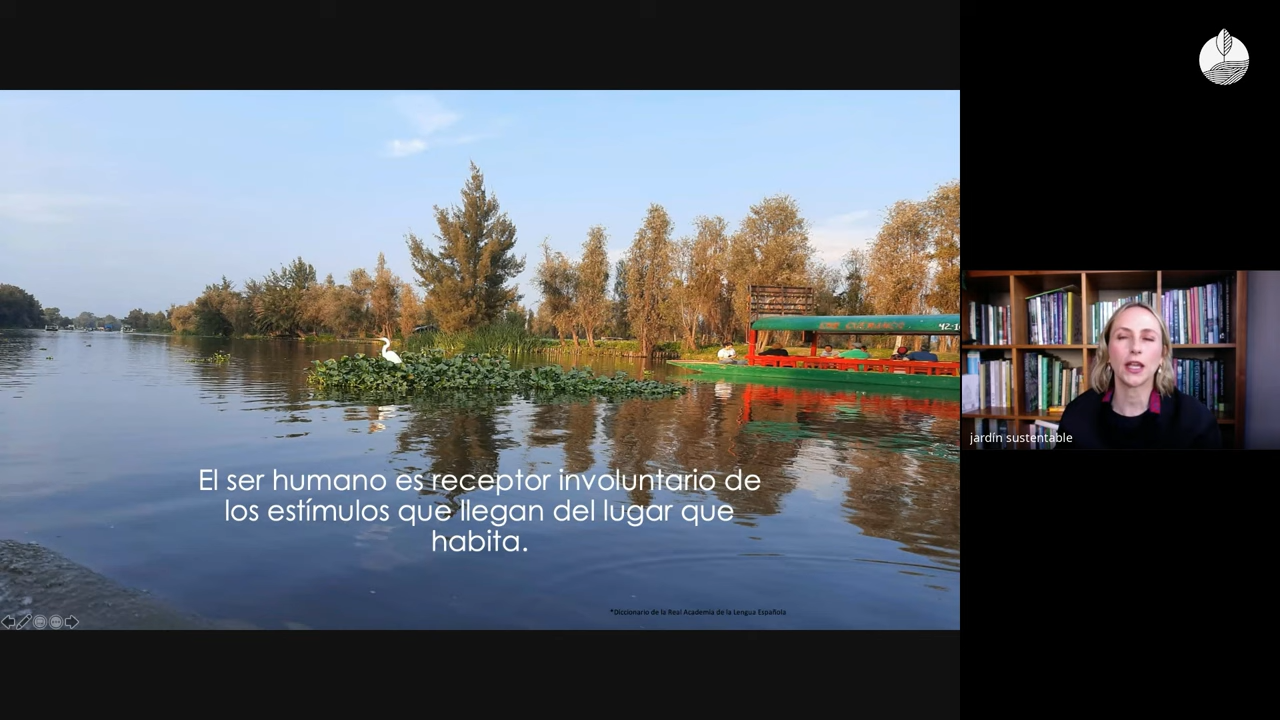 El ser humano es receptor involuntario de
los estímulos que llegan del lugar que
habita.
*Diccionario de la Real Academia de la Lengua Española
jardín sustentable